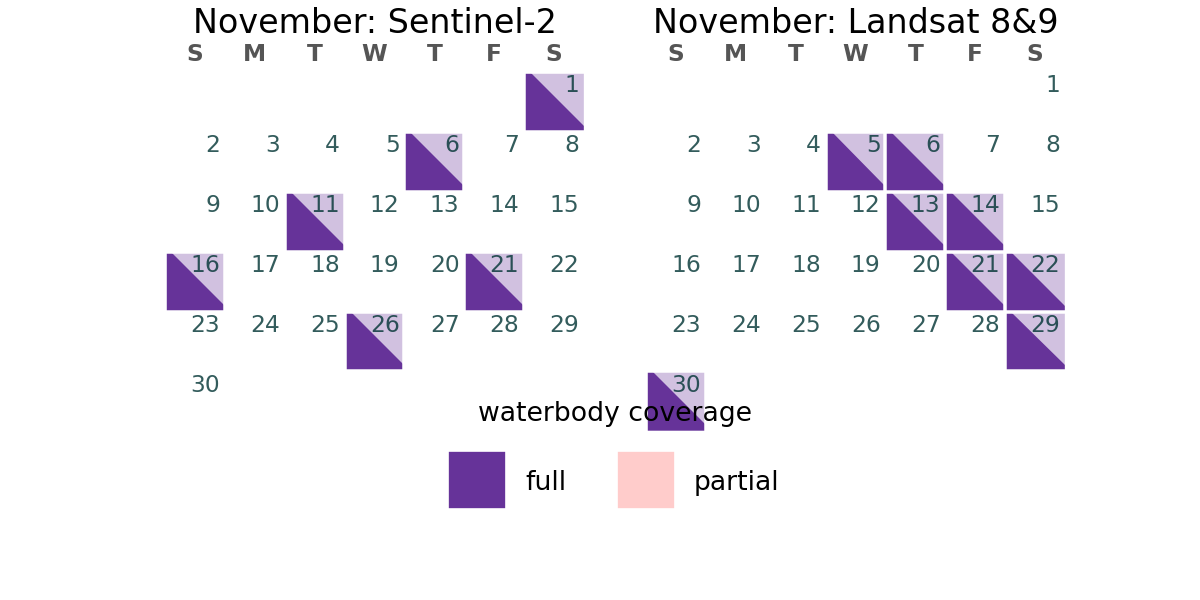 November: Sentinel-2
S M T W T F S
1
2 3 4 5 6 7 8
9 10 11 12 13 14 15
16 17 18 19 20 21 22
23 24 25 26 27 28 29
30
November: Landsat 8&9
S M T W T F S
1
2 3 4 5 6 7 8
9 10 11 12 13 14 15
16 17 18 19 20 21 22
23 24 25 26 27 28 29
30
waterbody coverage
full partial